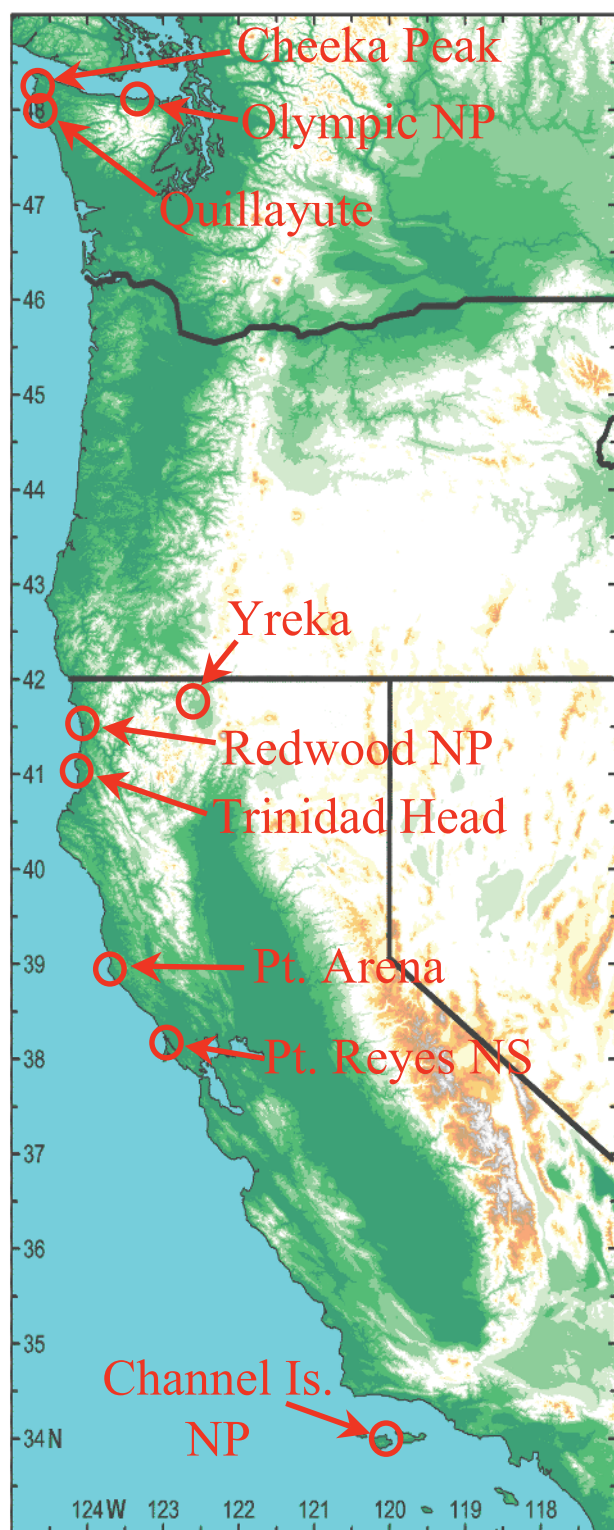 Cheeka Peak
48
Olympic NP
Quillayute
47
46
45
44
43
Yreka
42
Redwood NP
41
Trinidad Head
40
Pt. Arena
39
Pt. Reyes NS
38
37
36
35
Channel Is.
NP
34N
124W 123 122 121 120 119 118